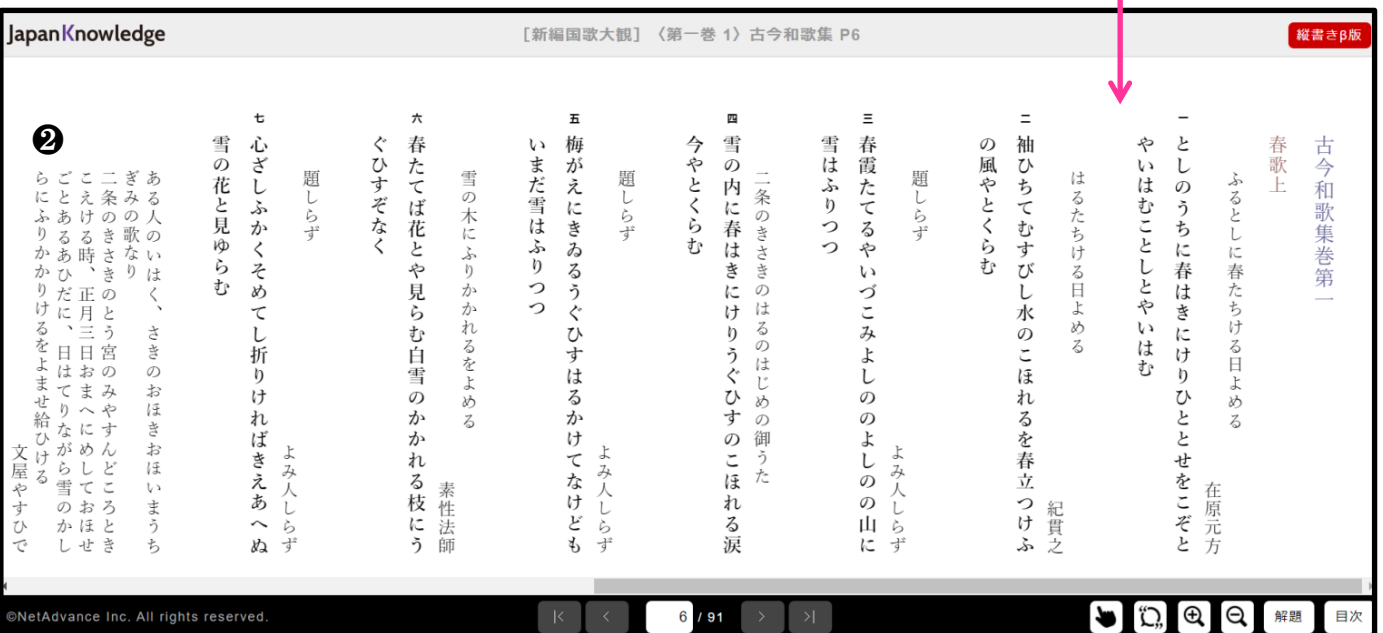 JapanKnowledge
[新編国歌大観] 〈第一巻 1〉古今和歌集 P6
縦書きβ版
古今和歌集巻第一
春歌上
ふるとしに春たちける日よめる
在原元方
一 としのうちに春はきにけりひととせをこぞと
やいはむことしとやいはむ
はるたちける日よめる
紀貫之
二 袖ひちてむすびし水のこほれるを春立つけふ
の風やとくらむ
題しらず
よみ人しらず
三 春霞たてるやいづこみよしののよしのの山に
雪はふりつつ
二条のきさきのはるのはじめの御うた
四 雪の内に春はきにけりうぐひすのこほれる涙
今やとくらむ
題しらず
よみ人しらず
五 梅がえにきゐるうぐひすはるかけてなけども
いまだ雪はふりつつ
雪の木にふりかかれるをよめる
素性法師
六 春たてば花とや見らむ白雪のかかれる枝にう
ぐひすぞなく
題しらず
よみ人しらず
七 心ざしふかくそめてし折りければきえあへぬ
雪の花と見ゆらむ
ある人のいはく、さきのおほきおほいまうち
ぎみの歌なり
二条のきさきのとう宮のみやすんどころとき
こえける時、正月三日おまへにめしておほせ
ごとあるあひだに、日はてりながら雪のかし
らにふりかかりけるをよませ給ひける
文屋やすひで
❷
©NetAdvance Inc. All rights reserved.
6 / 91
解題
目次